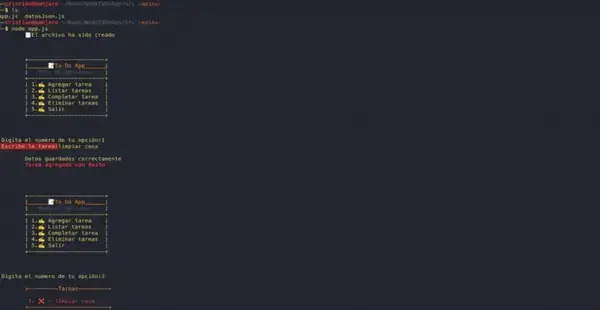 ls
app.js datosJson.js
node app.js
El archivo ha sido creado
To Do App
1. Agregar tarea
2. Listar tareas
3. Completar tarea
4. Eliminar tareas
5. Salir
Digita el numero de tu opción:1
Escribe la tarea:limpiar casa
Datos guardados correctamente
Tarea agregada con éxito
To Do App
1. Agregar tarea
2. Listar tareas
3. Completar tarea
4. Eliminar tareas
5. Salir
Digita el numero de tu opción:2
Tareas
1. ❌ — limpiar casa